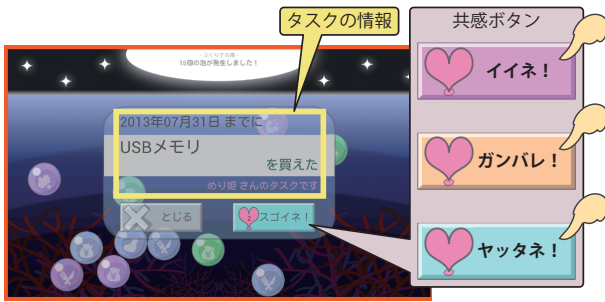 タスクの情報
共感ボタン
- ぷくりすの海 -
15個の泡が発生しました！
2013年07月31日 までに
USBメモリ
を買えた
めり姫 さんのタスクです
とじる
2
スゴイネ！
イイネ！
ガンバレ！
ヤッタネ！